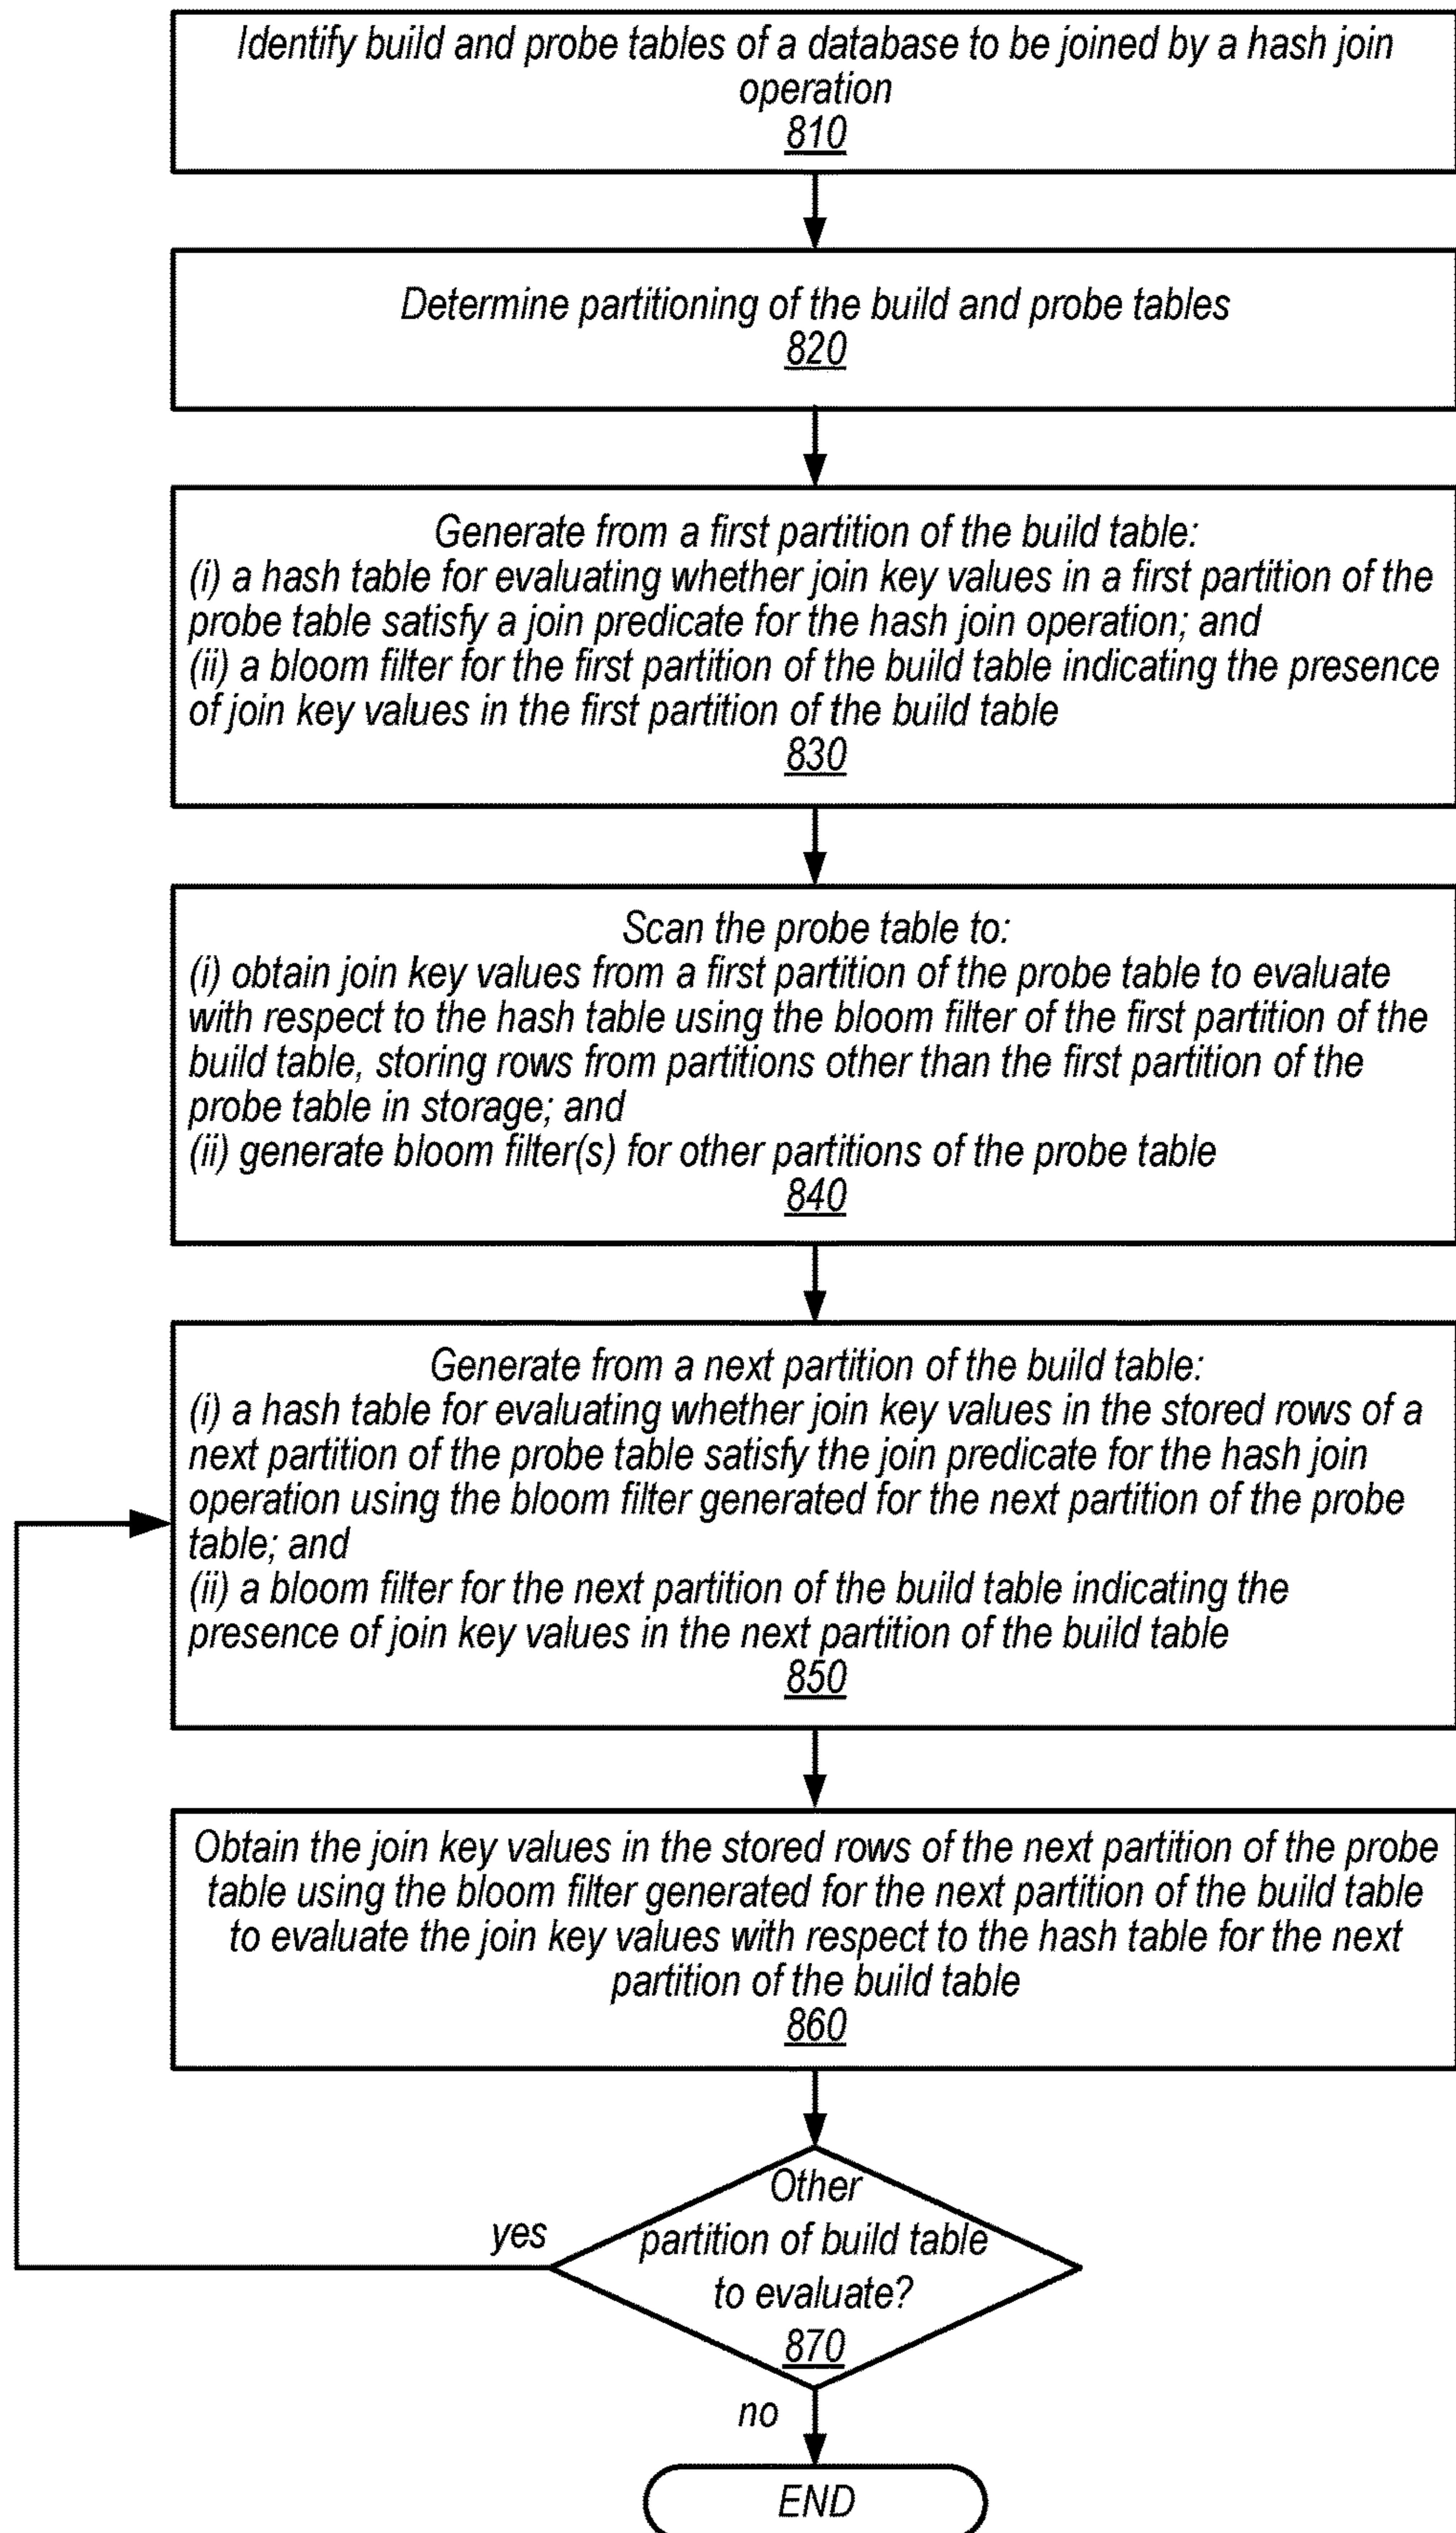 Identify build and probe tables of a database to be joined by a hash join
operation
810
Determine partitioning of the build and probe tables
820
Generate from a first partition of the build table:
(i) a hash table for evaluating whether join key values in a first partition of the
probe table satisfy a join predicate for the hash join operation; and
(ii) a bloom filter for the first partition of the build table indicating the presence
of join key values in the first partition of the build table
830
Scan the probe table to:
(i) obtain join key values from a first partition of the probe table to evaluate
with respect to the hash table using the bloom filter of the first partition of the
build table, storing rows from partitions other than the first partition of the
probe table in storage; and
(ii) generate bloom filter(s) for other partitions of the probe table
840
Generate from a next partition of the build table:
(i) a hash table for evaluating whether join key values in the stored rows of a
next partition of the probe table satisfy the join predicate for the hash join
operation using the bloom filter generated for the next partition of the probe
table; and
(ii) a bloom filter for the next partition of the build table indicating the
presence of join key values in the next partition of the build table
850
Obtain the join key values in the stored rows of the next partition of the probe
table using the bloom filter generated for the next partition of the build table
to evaluate the join key values with respect to the hash table for the next
partition of the build table
860
Other
partition of build table
to evaluate?
870
yes
no
END